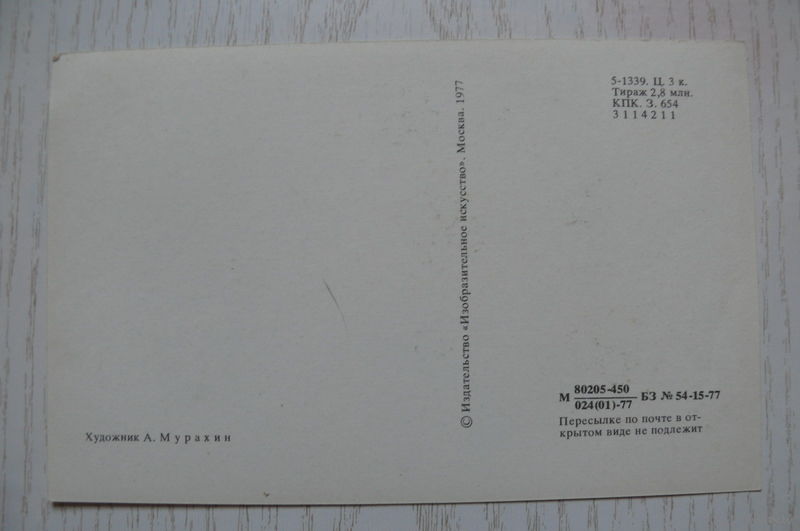 5-1339. Ц. 3 к.
Тираж 2,8 млн.
КПК. З. 654
3114211
© Издательство «Изобразительное искусство». Москва. 1977
М 80205-450 БЗ № 54-15-77
024(01)-77
Пересылке по почте в от-
крытом виде не подлежит
Художник А. Мурахин